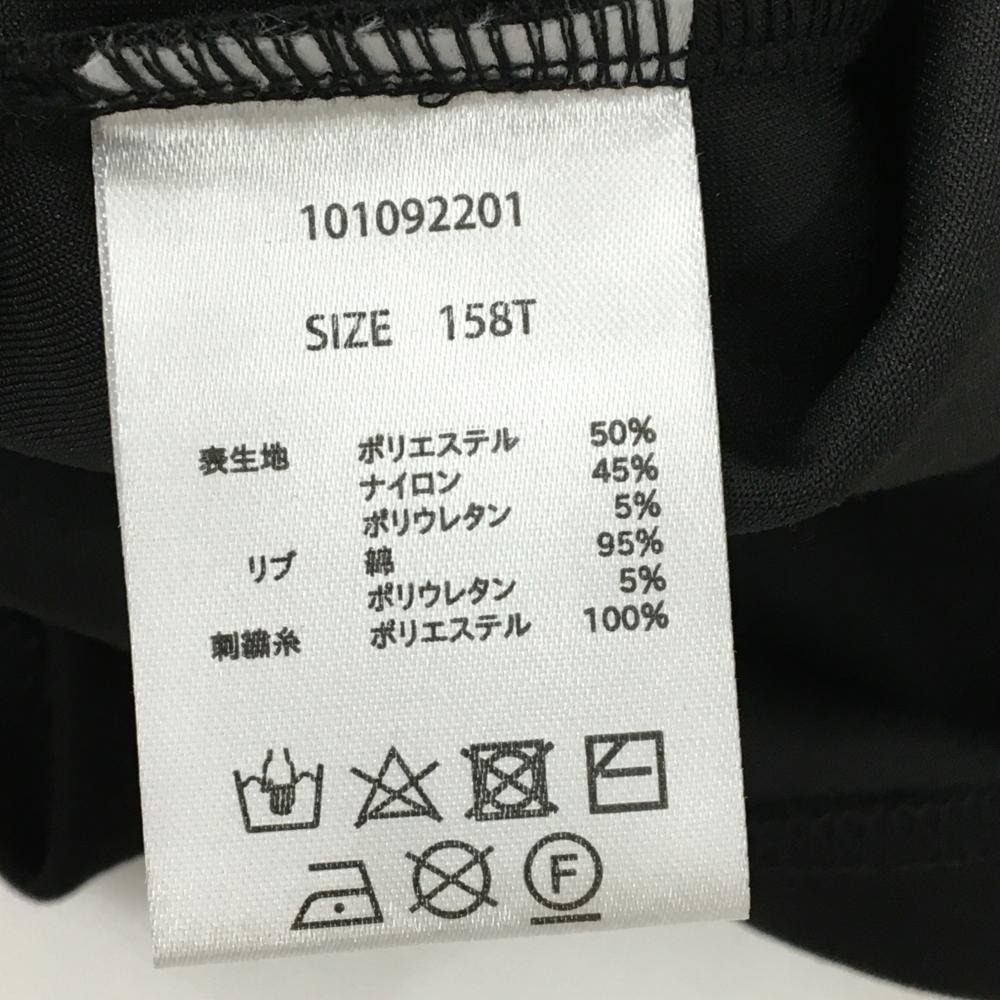 101092201
SIZE 158T
表生地 ポリエステル 50%
ナイロン 45%
ポリウレタン 5%
リブ 綿 95%
ポリウレタン 5%
刺繍糸 ポリエステル 100%
F